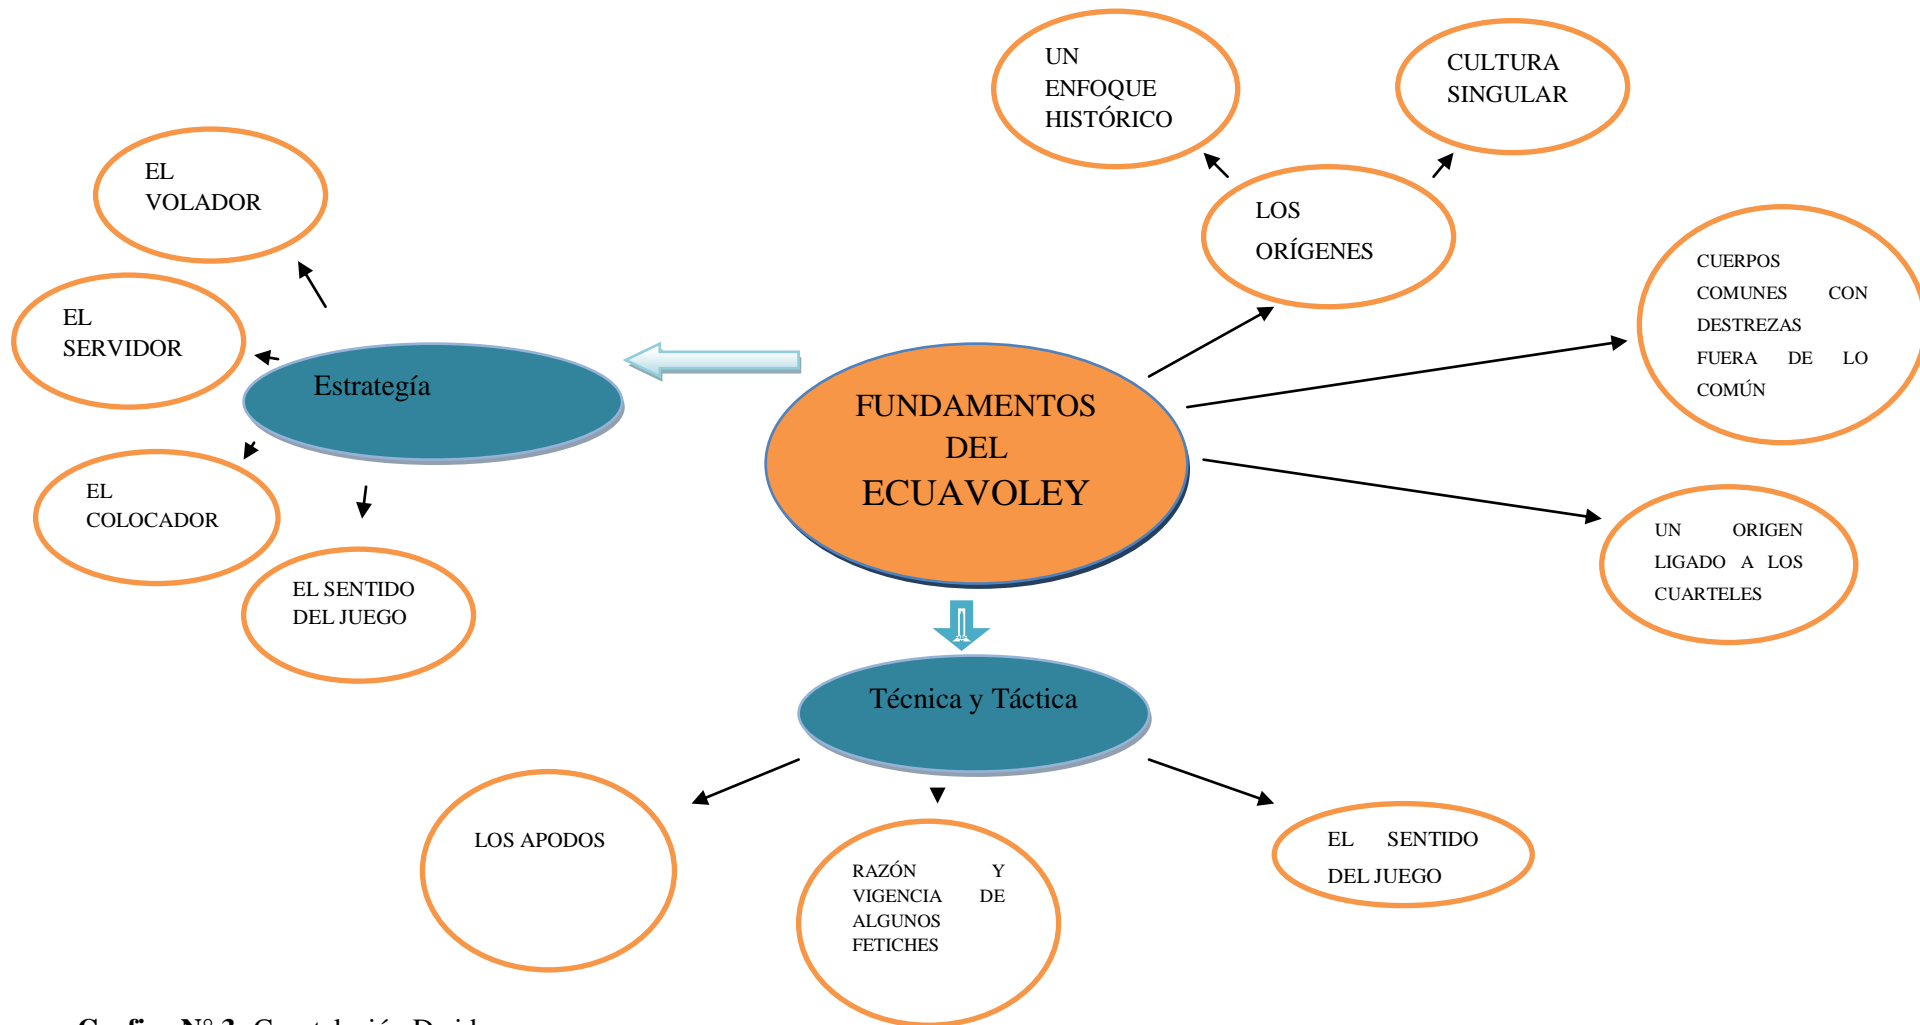 UN
ENFOQUE
HISTÓRICO
CULTURA
SINGULAR
EL
VOLADOR
LOS
ORÍGENES
CUERPOS
COMUNES CON
DESTREZAS
FUERA DE LO
COMÚN
EL
SERVIDOR
Estrategía
FUNDAMENTOS
DEL
ECUAVOLEY
EL
COLOCADOR
UN ORIGEN
LIGADO A LOS
CUARTELES
EL SENTIDO
DEL JUEGO
Técnica y Táctica
LOS APODOS
RAZÓN Y
VIGENCIA DE
ALGUNOS
FETICHES
EL SENTIDO
DEL JUEGO